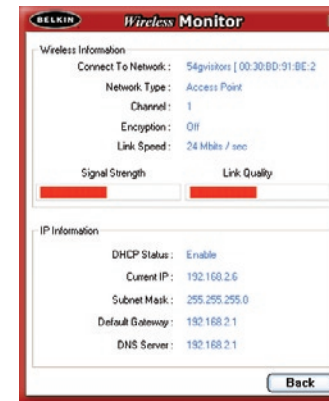 BELKIN Wireless Monitor
Wireless Information
Connect To Network : 54gvisitors [ 00:30:BD:91:BE:2
Network Type : Access Point
Channel : 1
Encryption : Off
Link Speed : 24 Mbits / sec
Signal Strength Link Quality
IP Information
DHCP Status : Enable
Current IP : 192.168.2.6
Subnet Mask : 255.255.255.0
Default Gateway : 192.168.2.1
DNS Server : 192.168.2.1
Back